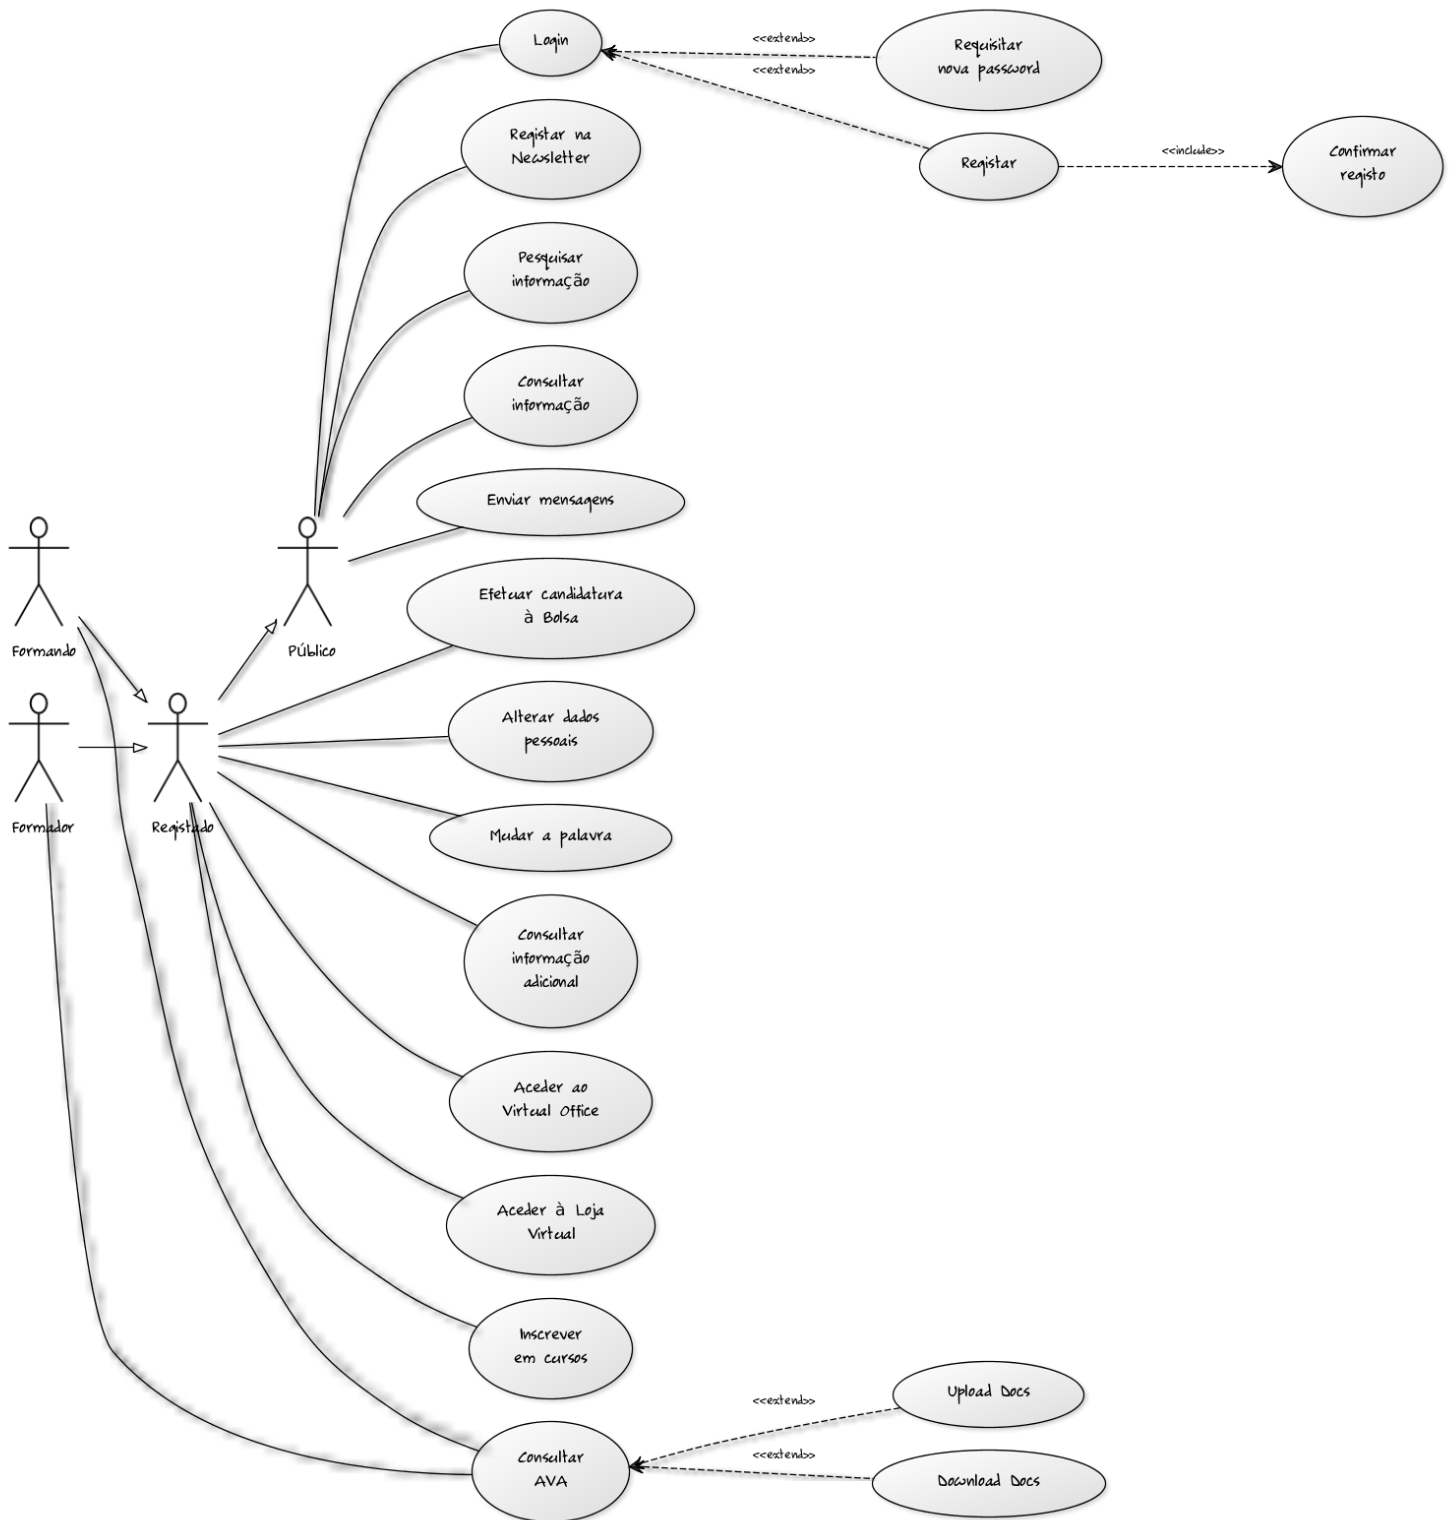 Login
<<extend>>
<<extend>>
Requisitar
nova password
Registar
<<include>>
Confirmar
registo
Registar na
Newsletter
Pesquisar
informação
Consultar
informação
Enviar mensagens
Efetuar candidatura
à Bolsa
Formando
Público
Alterar dados
pessoais
Formador
Registado
Mudar a palavra
Consultar
informação
adicional
Aceder ao
Virtual Office
Aceder à Loja
Virtual
Inscrever
em cursos
Consultar
AVA
<<extend>>
<<extend>>
Upload Docs
Download Docs